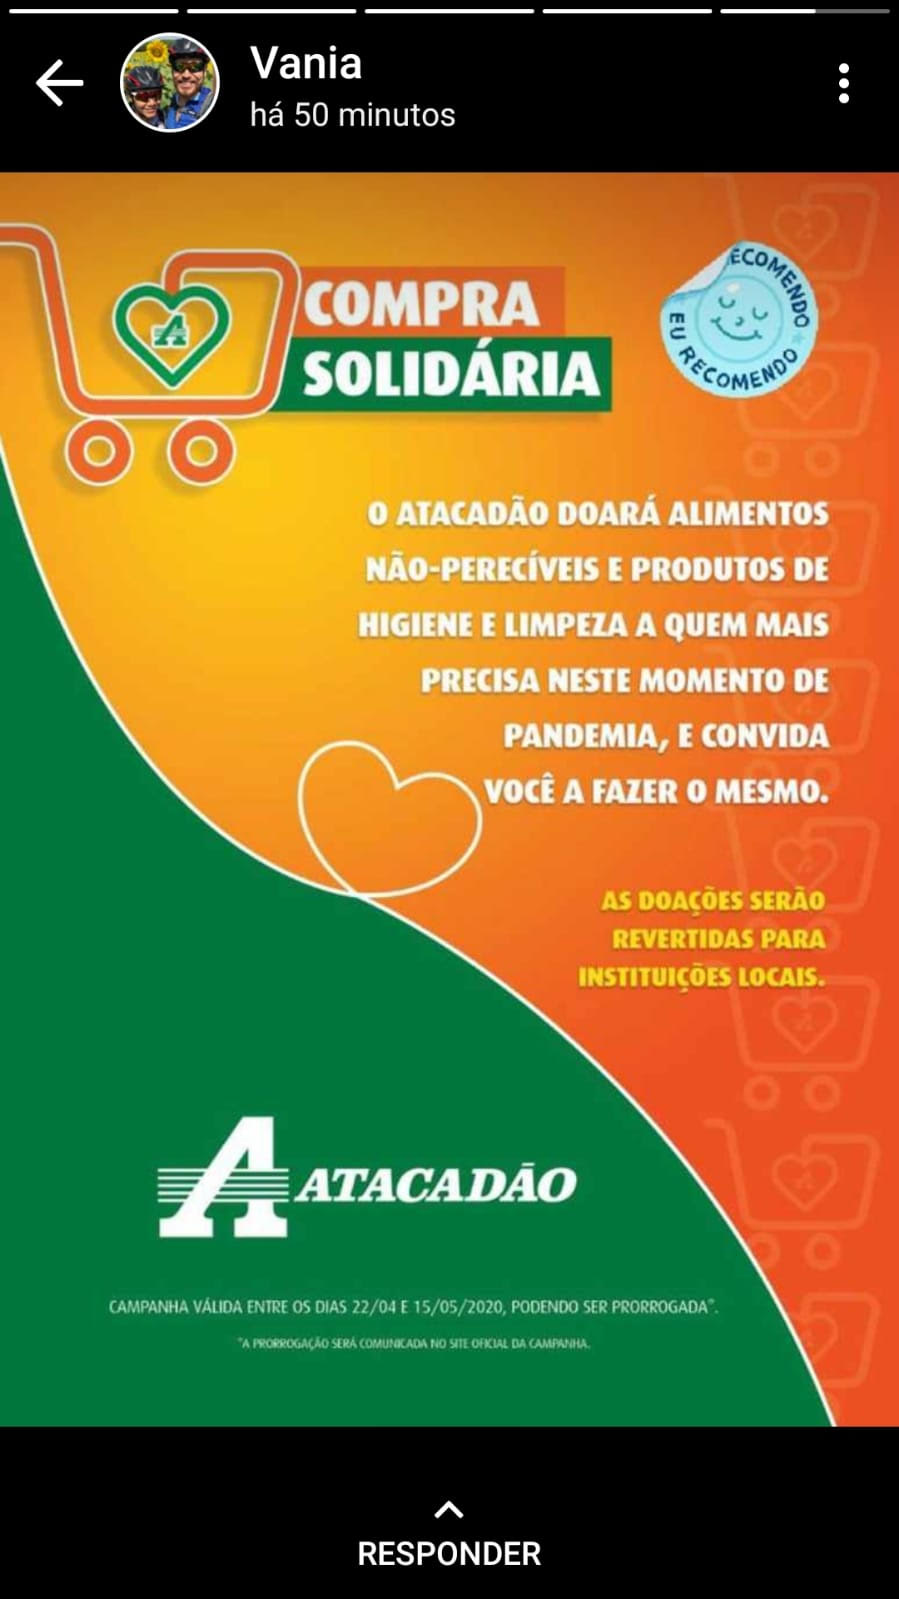 Vania
há 50 minutos
COMPRA
SOLIDÁRIA
ECOMENDO
EU RECOMENDO
O ATACADÃO DOARÁ ALIMENTOS
NÃO-PERECÍVEIS E PRODUTOS DE
HIGIENE E LIMPEZA A QUEM MAIS
PRECISA NESTE MOMENTO DE
PANDEMIA, E CONVIDA
VOCÊ A FAZER O MESMO.
AS DOAÇÕES SERÃO
REVERTIDAS PARA
INSTITUIÇÕES LOCAIS.
A ATACADÃO
CAMPANHA VÁLIDA ENTRE OS DIAS 22/04 E 15/05/2020, PODENDO SER PRORROGADA*.
*A PRORROGAÇÃO SERÁ COMUNICADA NO SITE OFICIAL DA CAMPANHA.
RESPONDER